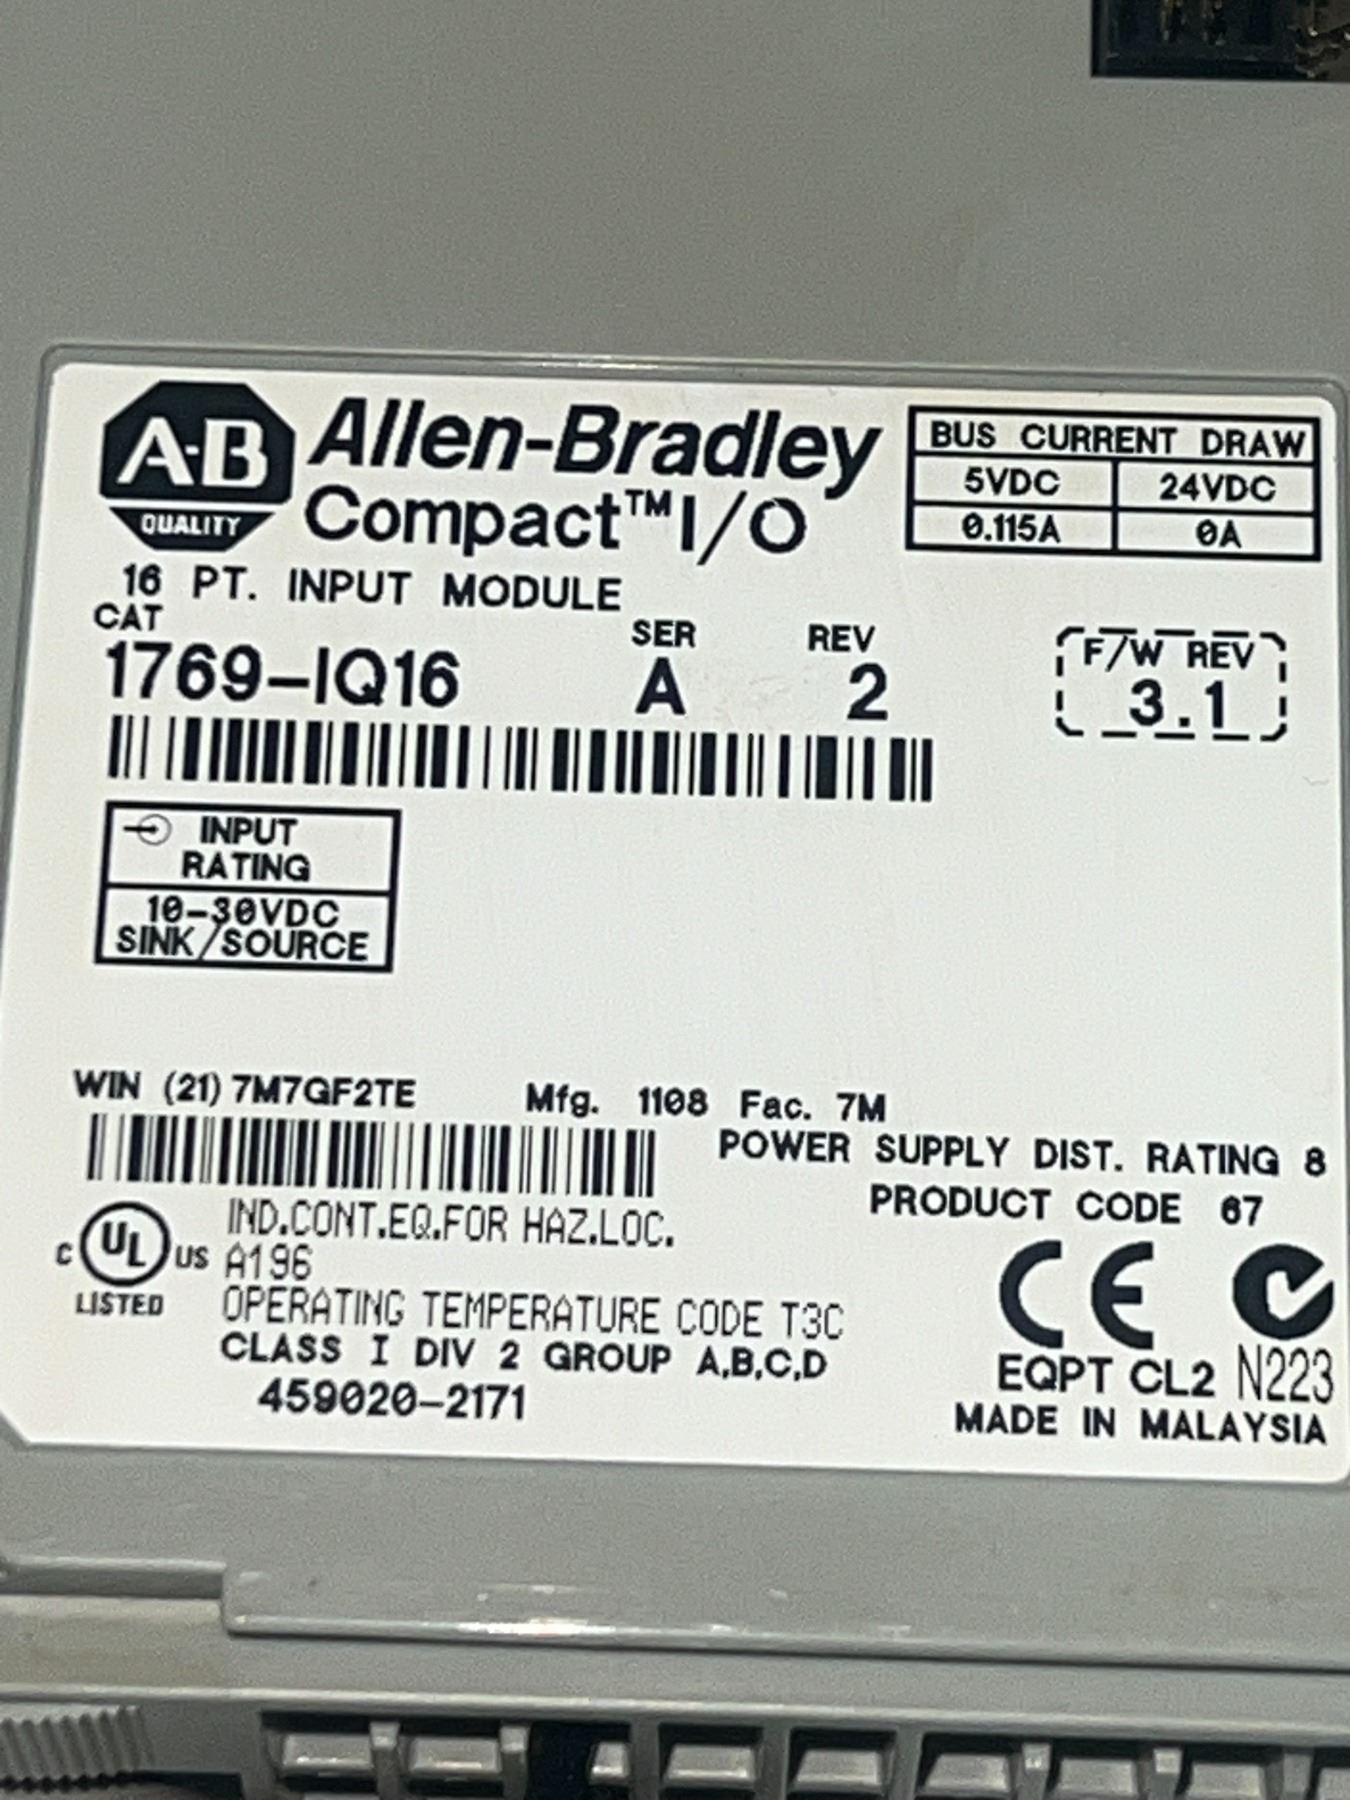 A-B
QUALITY
Allen-Bradley
Compact™ I/O
BUS CURRENT DRAW
5VDC 24VDC
0.115A 0A
16 PT. INPUT MODULE
CAT SER REV
1769-IQ16 A 2
F/W REV
3.1
INPUT
RATING
10-30VDC
SINK/SOURCE
WIN (21) 7M7GF2TE Mfg. 1108 Fac. 7M
POWER SUPPLY DIST. RATING 8
PRODUCT CODE 67
C UL US
LISTED
IND.CONT.EQ.FOR HAZ.LOC.
A196
OPERATING TEMPERATURE CODE T3C
CLASS I DIV 2 GROUP A,B,C,D
459020-2171
CE
EQPT CL2 N223
MADE IN MALAYSIA